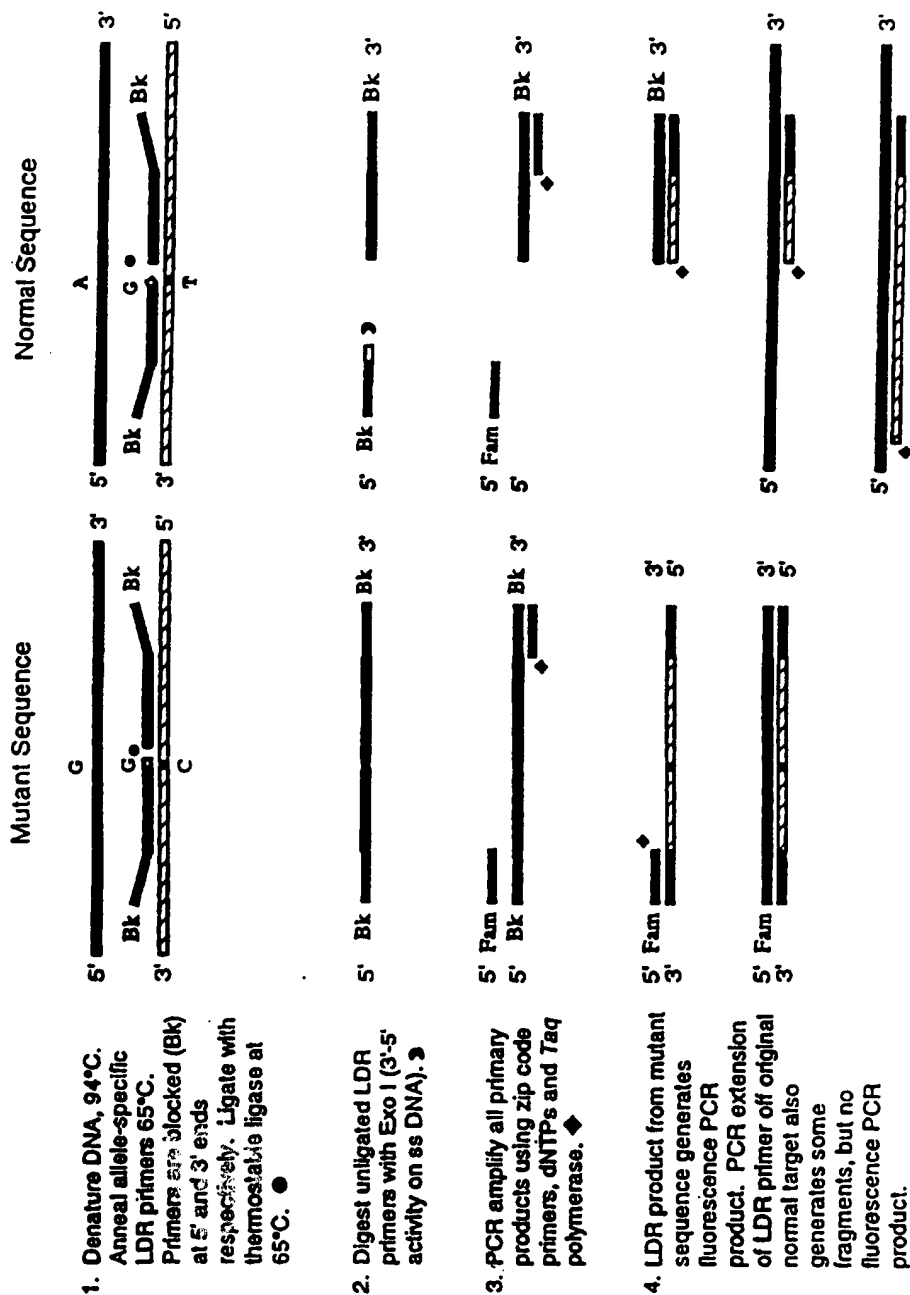 Mutant Sequence
Normal Sequence
1. Denature DNA, 94°C.
Anneal allele-specific
LDR primers 65°C.
Primers are blocked (Bk)
at 5' and 3' ends
respectively. Ligate with
thermostable ligase at
65°C. ●
G
5' 3'
Bk G● Bk
3' 5'
C
A
5' 3'
Bk G ● Bk
3' 5'
T
2. Digest unligated LDR
primers with Exo I (3'-5'
activity on ss DNA).
5' Bk Bk 3'
5' Bk Bk 3'
3. PCR amplify all primary
products using zip code
primers, dNTPs and Taq
polymerase. ◆
5' Fam
5' Bk Bk 3'
◆
5' Fam
5' Bk 3'
◆
4. LDR product from mutant
sequence generates
fluorescence PCR
product. PCR extension
of LDR primer off original
normal target also
generates some
fragments, but no
fluorescence PCR
product.
◆
5' Fam 3'
3' 5'
5' Fam 3'
3' 5'
Bk 3'
◆
5' 3'
◆
5' 3'
◆